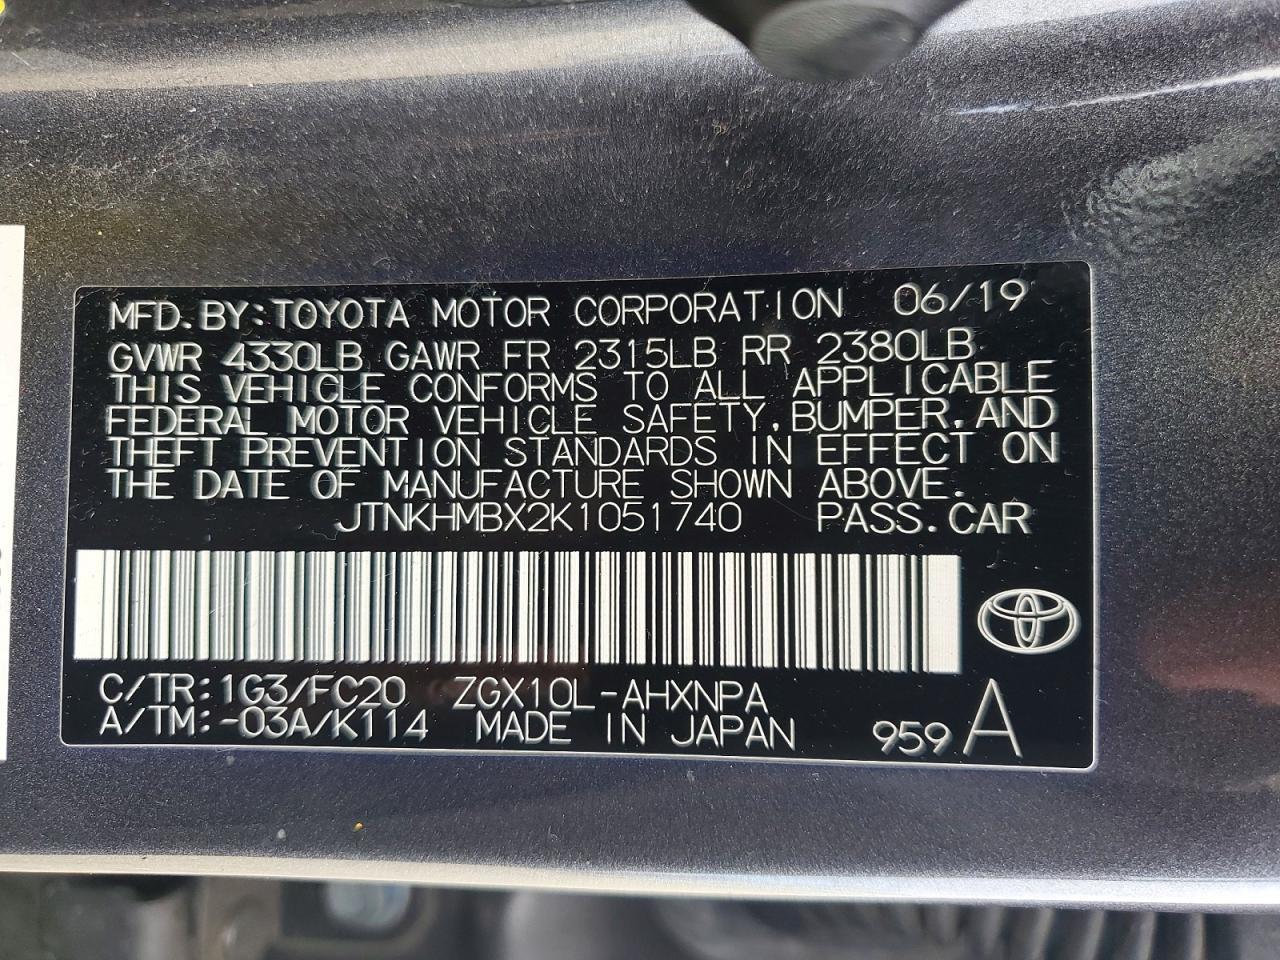 MFD.BY:TOYOTA MOTOR CORPORATION 06/19
GVWR 4330LB GAWR FR 2315LB RR 2380LB
THIS VEHICLE CONFORMS TO ALL APPLICABLE
FEDERAL MOTOR VEHICLE SAFETY,BUMPER,AND
THEFT PREVENTION STANDARDS IN EFFECT ON
THE DATE OF MANUFACTURE SHOWN ABOVE.
JTNKHMBX2K1051740 PASS.CAR
C/TR:1G3/FC20 ZGX10L-AHXNPA
A/TM:-03A/K114 MADE IN JAPAN 959 A